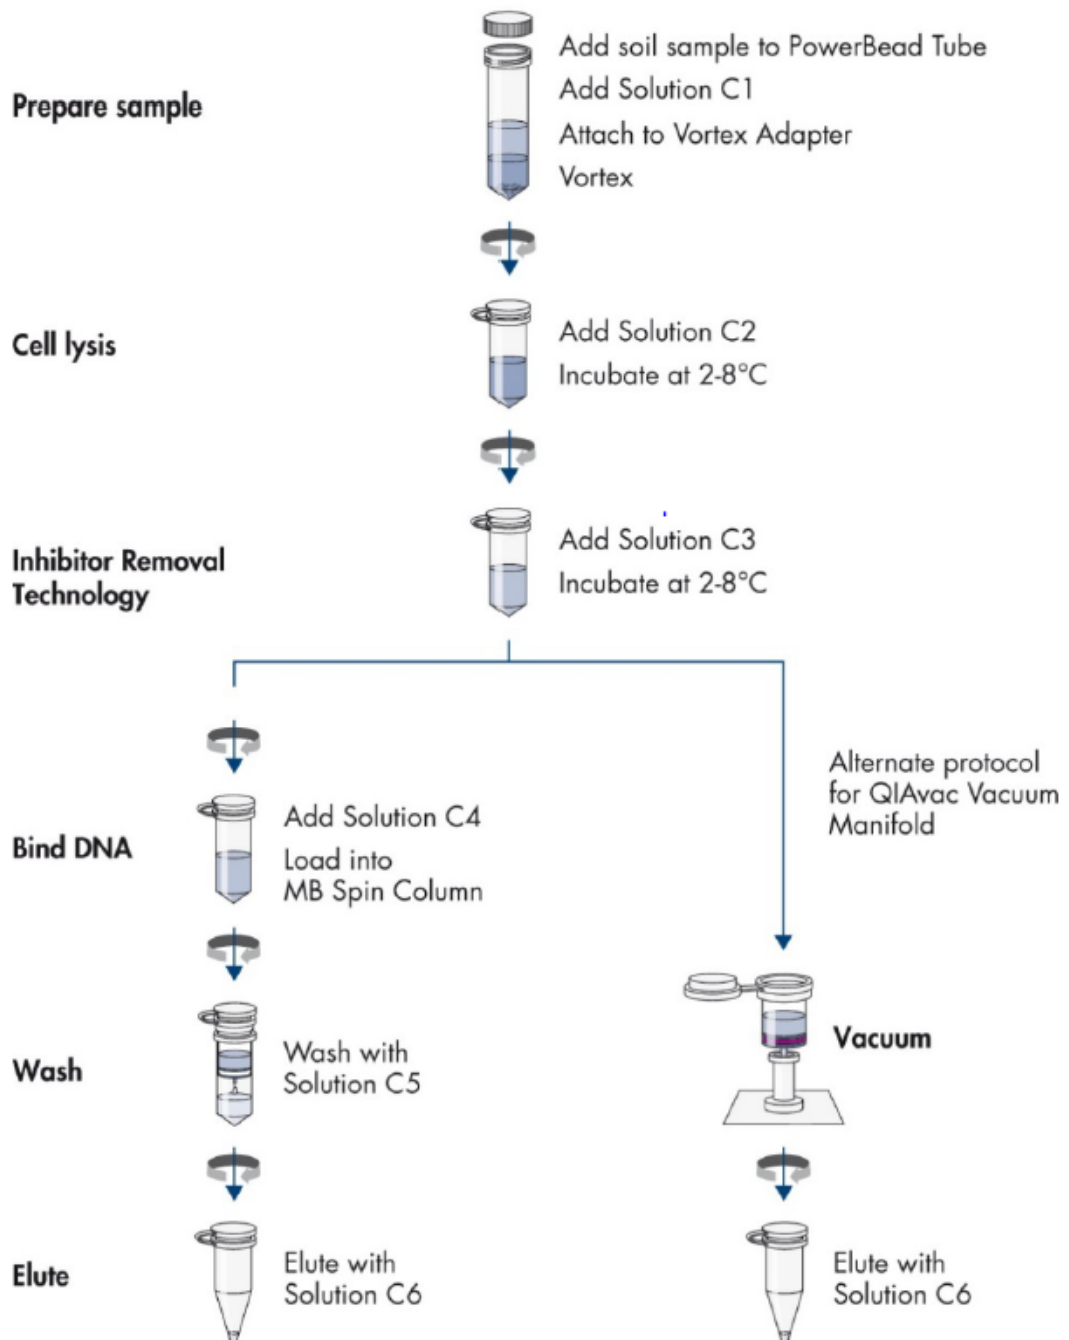 Prepare sample
Add soil sample to PowerBead Tube
Add Solution C1
Attach to Vortex Adapter
Vortex
Cell lysis
Add Solution C2
Incubate at 2-8°C
Inhibitor Removal
Technology
Add Solution C3
Incubate at 2-8°C
Bind DNA
Add Solution C4
Load into
MB Spin Column
Alternate protocol
for QIAvac Vacuum
Manifold
Wash
Wash with
Solution C5
Vacuum
Elute
Elute with
Solution C6
Elute with
Solution C6